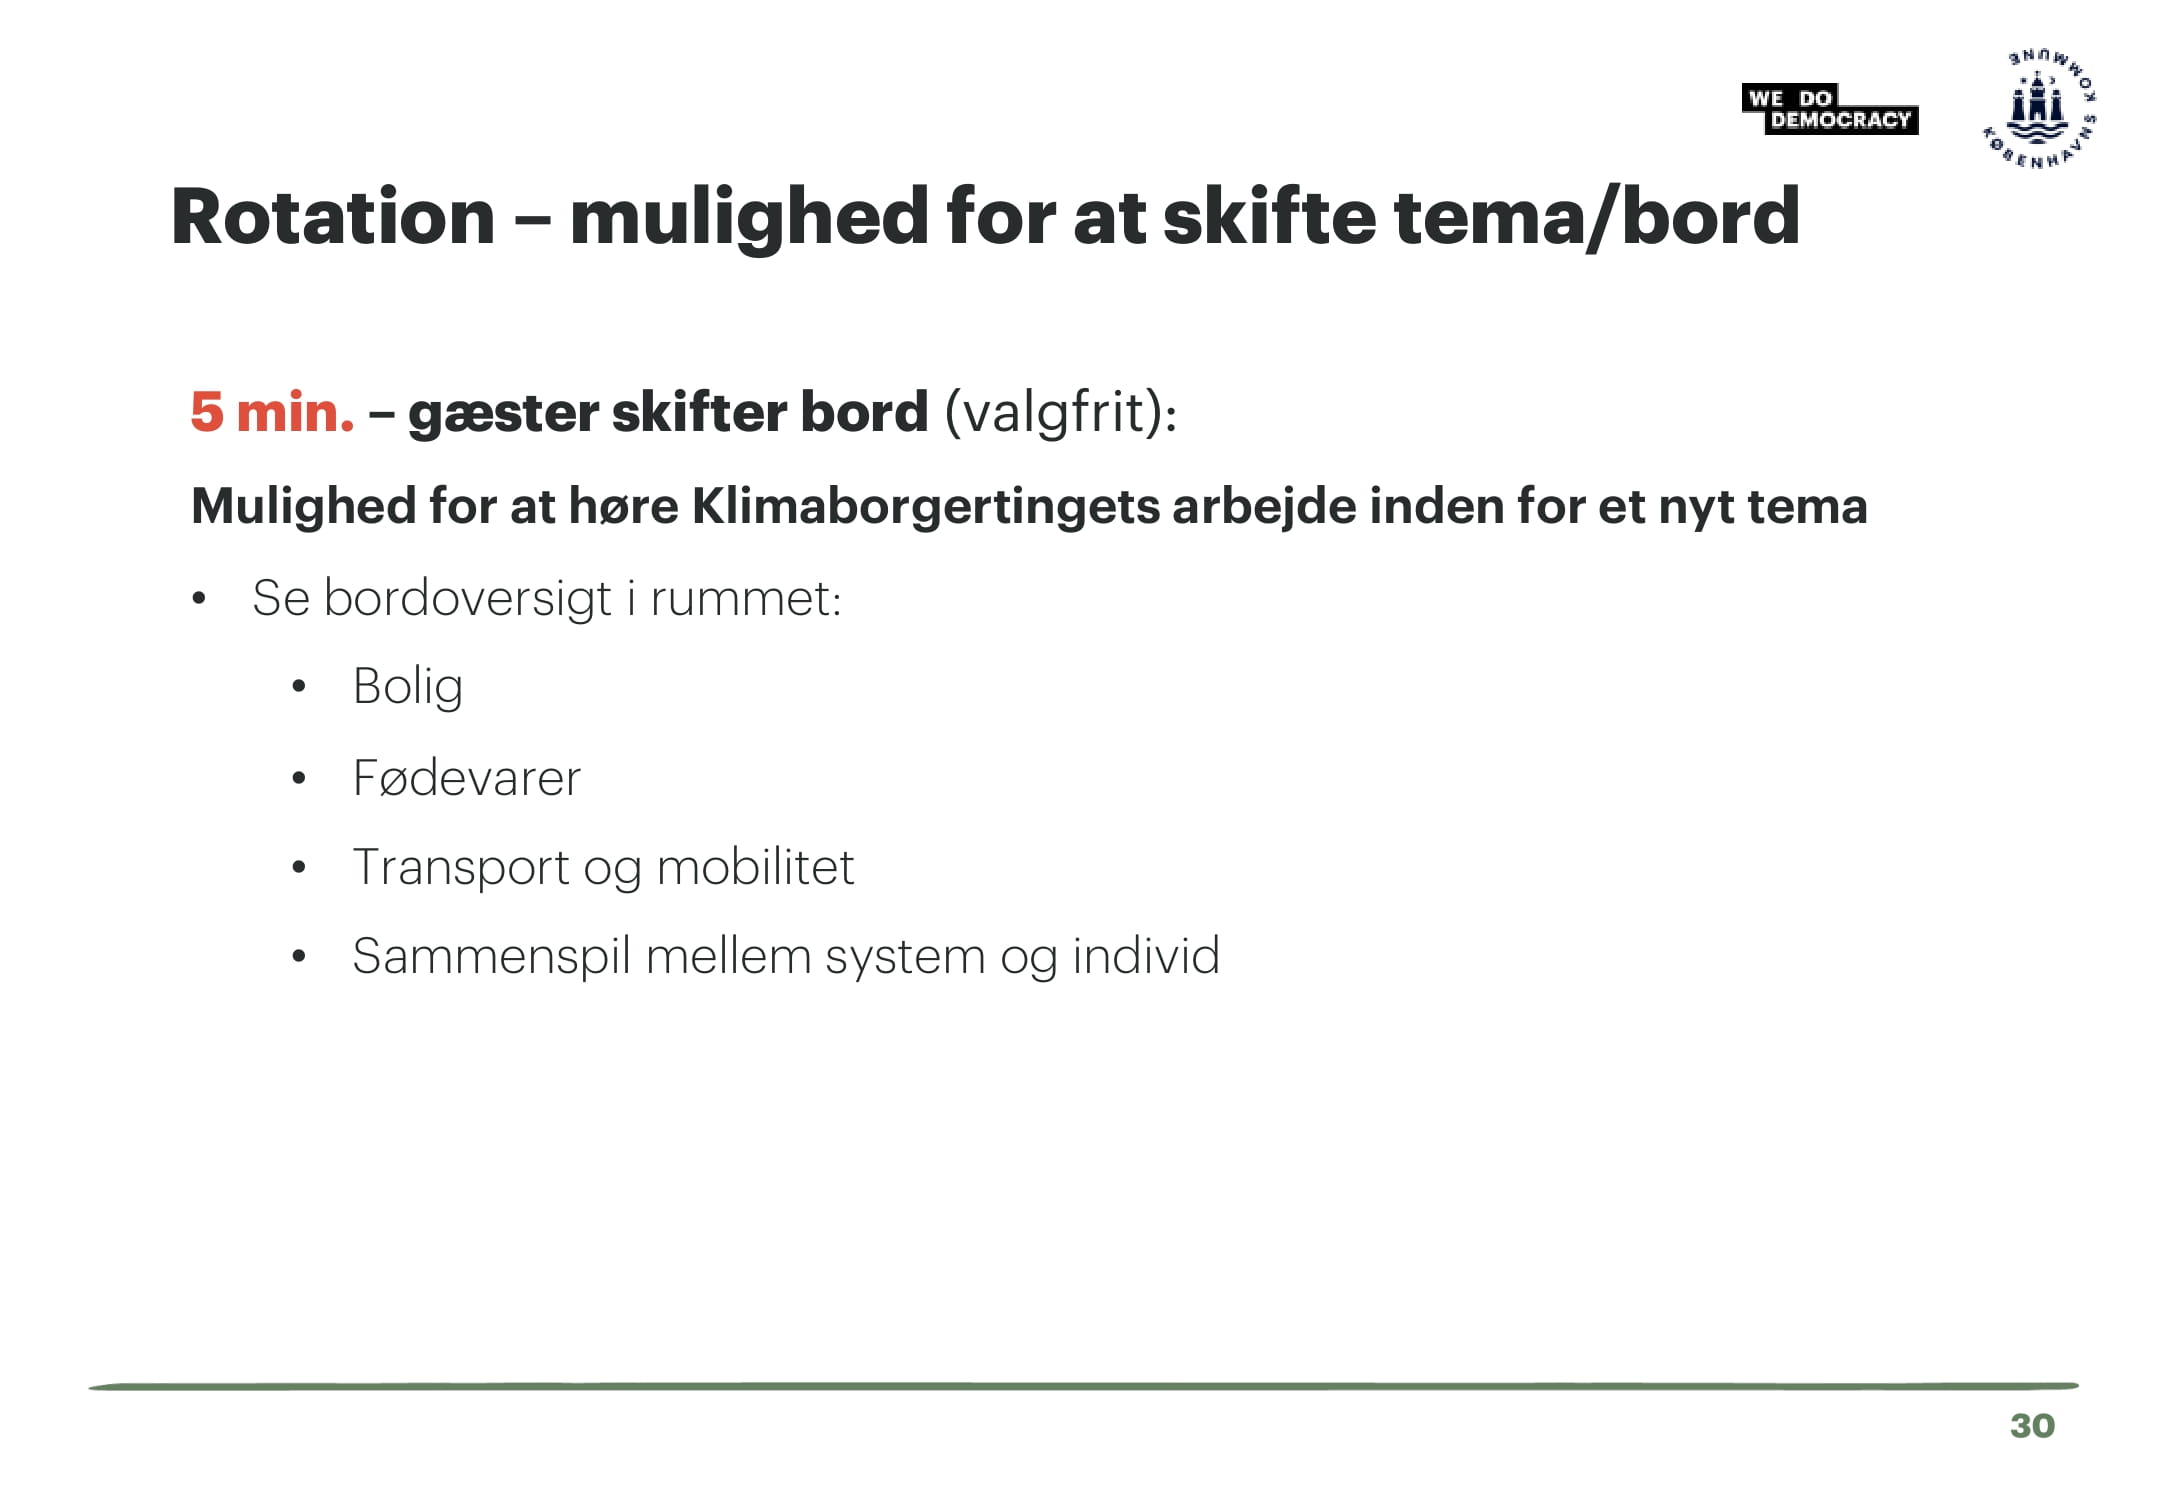 WE DO
DEMOCRACY
KØBENHAVNS KOMMUNE
Rotation – mulighed for at skifte tema/bord
5 min. – gæster skifter bord (valgfrit):
Mulighed for at høre Klimaborgertingets arbejde inden for et nyt tema
• Se bordoversigt i rummet:
• Bolig
• Fødevarer
• Transport og mobilitet
• Sammenspil mellem system og individ
30